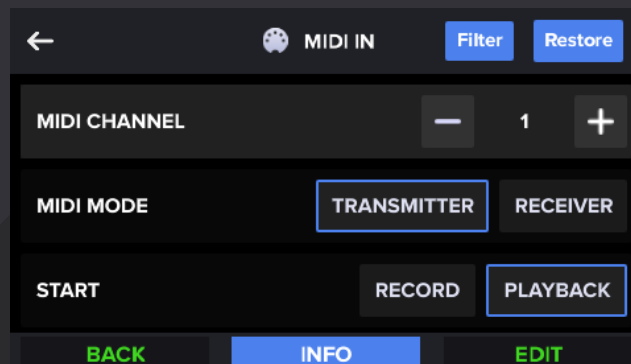 MIDI IN Filter Restore
MIDI CHANNEL 1
MIDI MODE TRANSMITTER RECEIVER
START RECORD PLAYBACK
BACK INFO EDIT